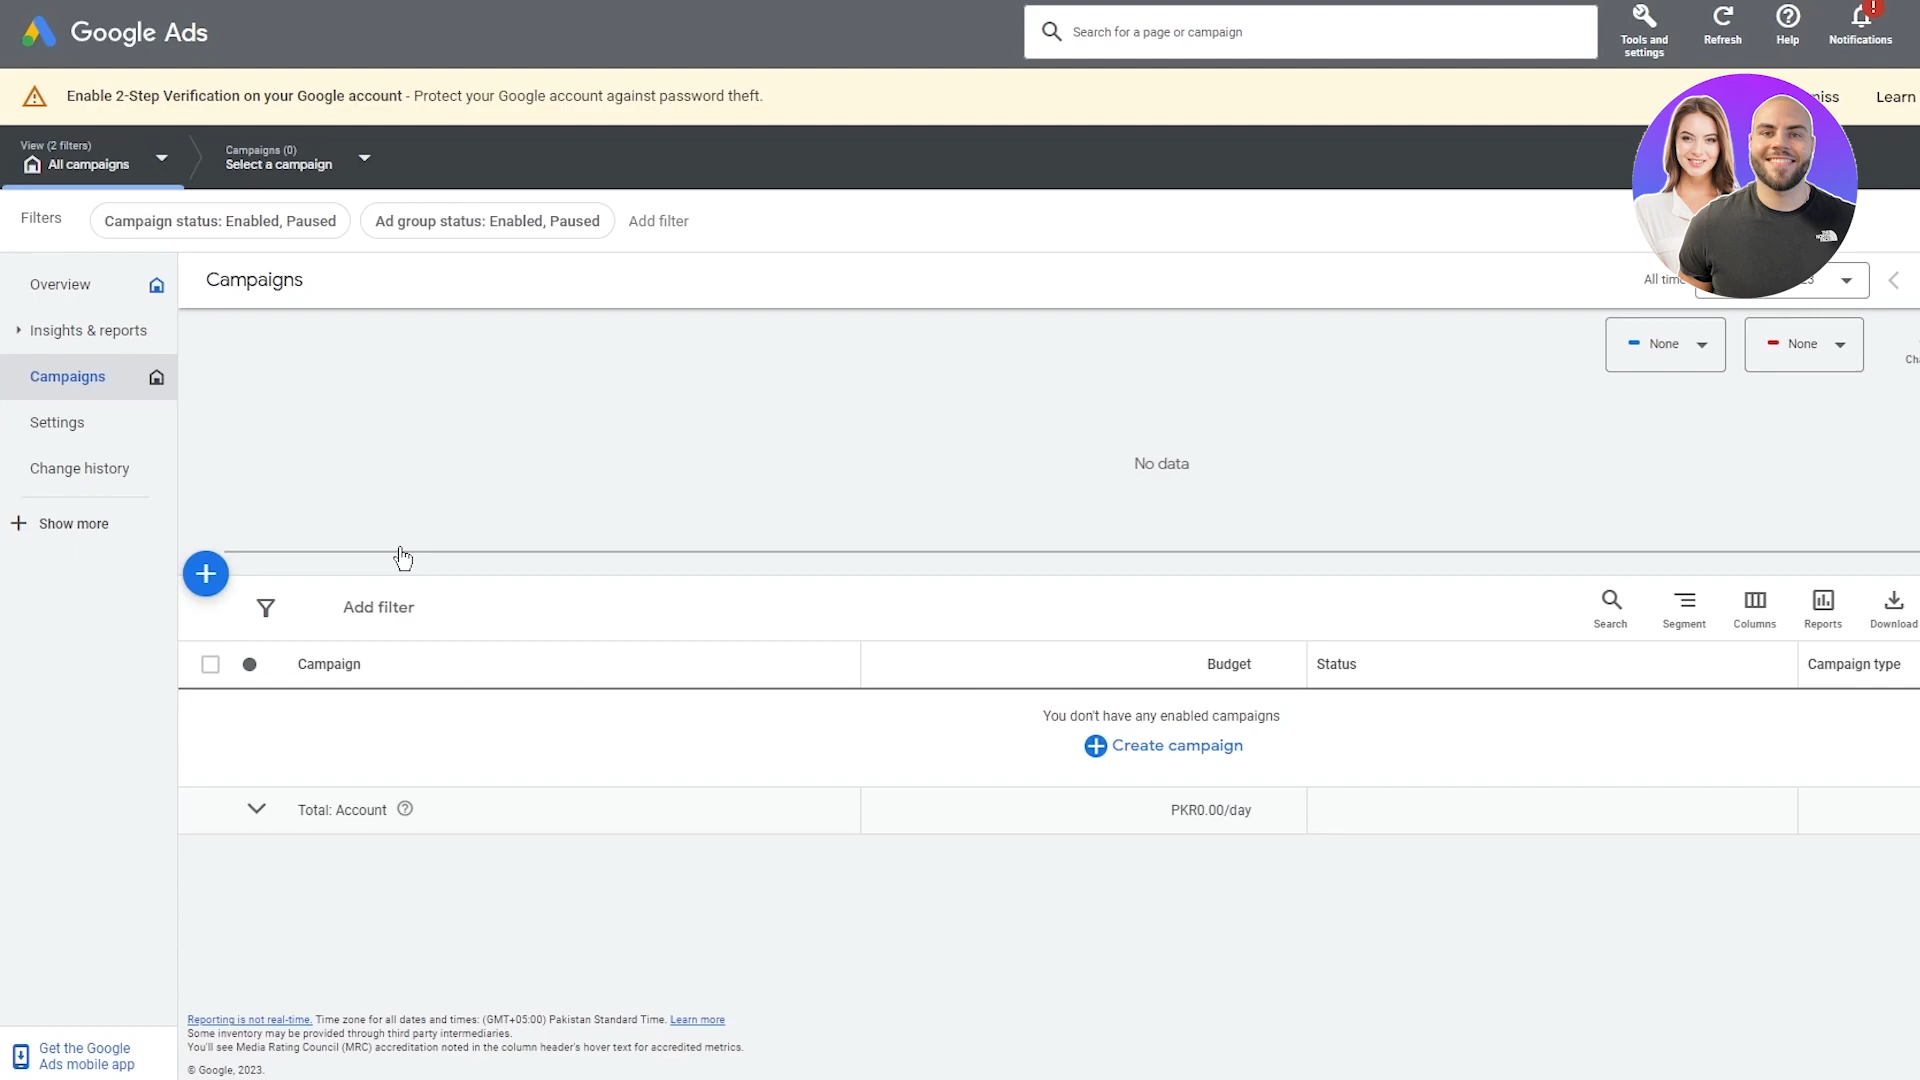 Google Ads
Search for a page or campaign
Tools and
settings
Refresh
Help
Notifications
!
Enable 2-Step Verification on your Google account - Protect your Google account against password theft.
Learn
View (2 filters)
All campaigns
Campaigns (0)
Select a campaign
Filters
Campaign status: Enabled, Paused
Ad group status: Enabled, Paused
Add filter
Overview
Insights & reports
Campaigns
Settings
Change history
Show more
Campaigns
All time
None
None
No data
Add filter
Search
Segment
Columns
Reports
Download
Campaign
Budget
Status
Campaign type
You don't have any enabled campaigns
Create campaign
Total: Account
PKR0.00/day
Reporting is not real-time. Time zone for all dates and times: (GMT+05:00) Pakistan Standard Time. Learn more
Some inventory may be provided through third party intermediaries.
You'll see Media Rating Council (MRC) accreditation noted in the column header's hover text for accredited metrics.
© Google, 2023.
Get the Google
Ads mobile app